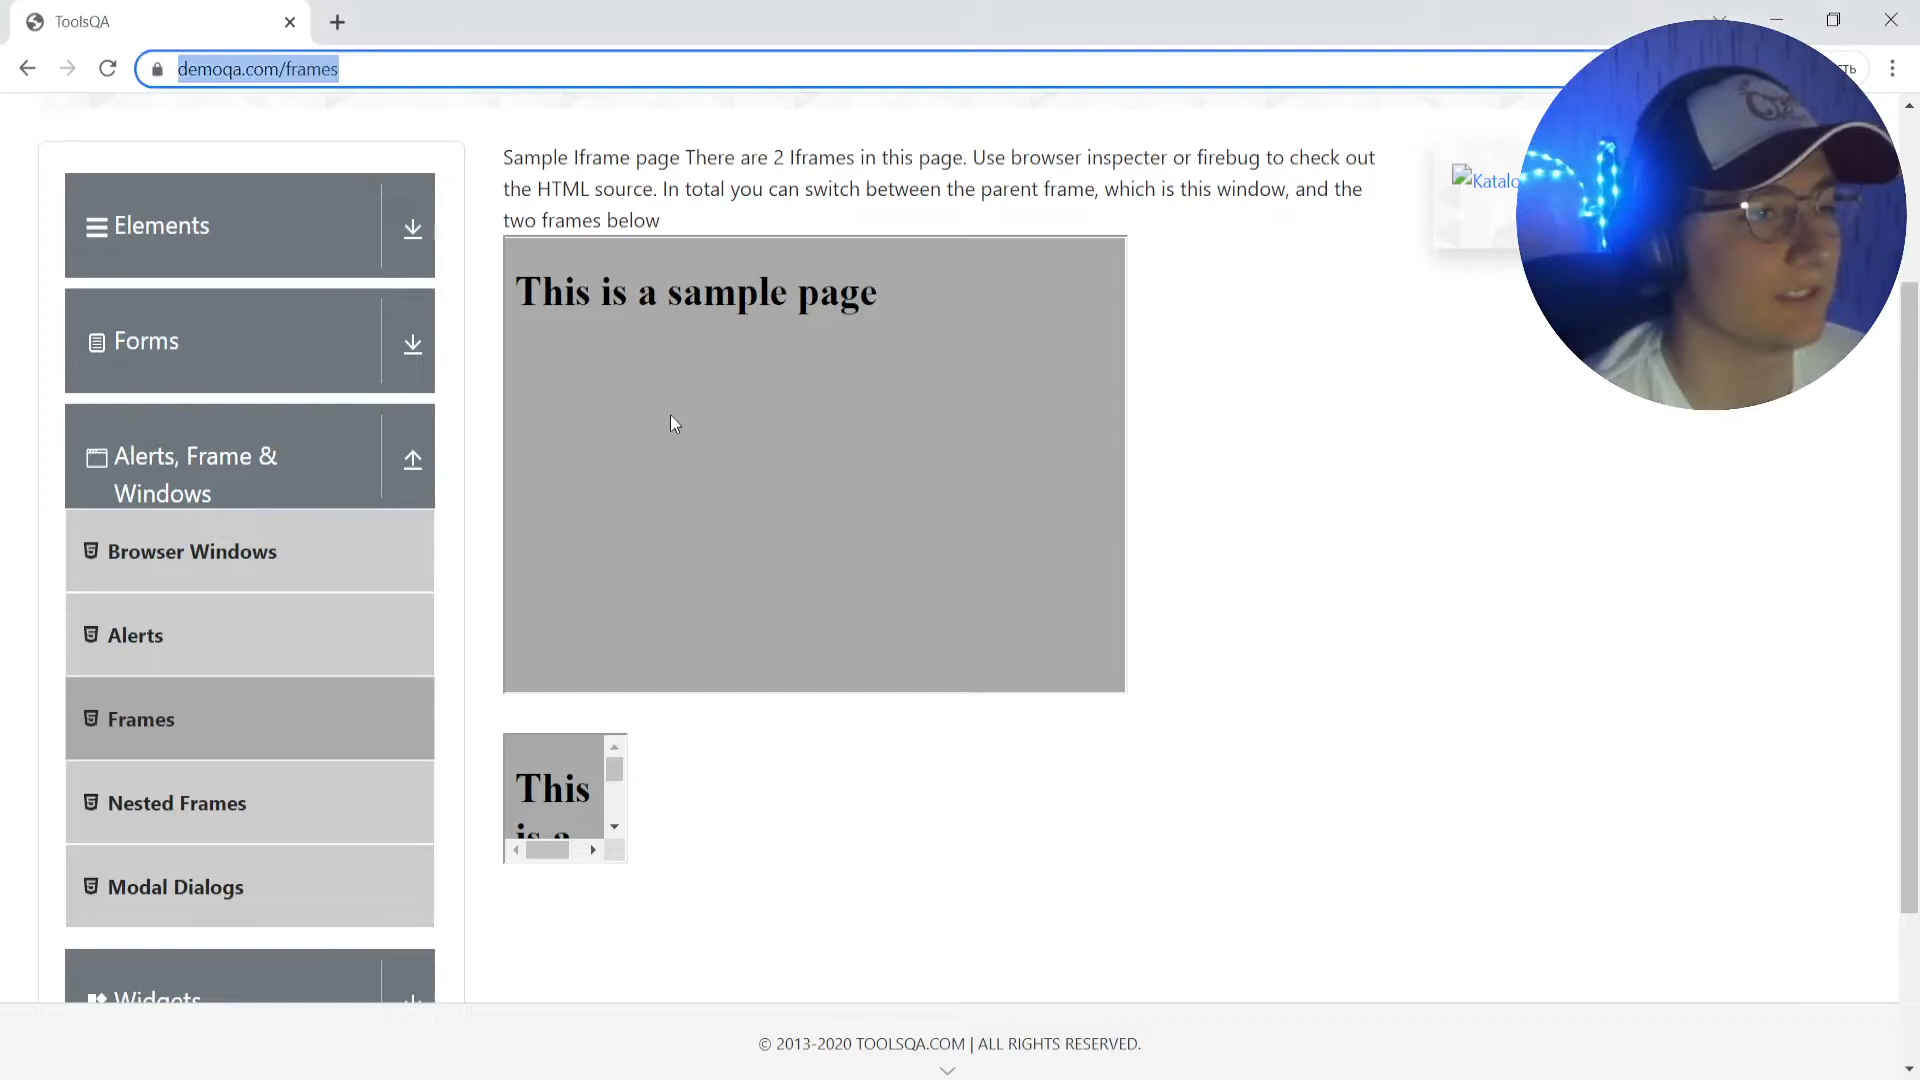 ToolsQA
demoqa.com/frames
ть
Elements
Forms
Alerts, Frame &
Windows
Browser Windows
Alerts
Frames
Nested Frames
Modal Dialogs
Widgets
Sample Iframe page There are 2 Iframes in this page. Use browser inspecter or firebug to check out
the HTML source. In total you can switch between the parent frame, which is this window, and the
two frames below
This is a sample page
This
is a
Katalo
© 2013-2020 TOOLSQA.COM | ALL RIGHTS RESERVED.